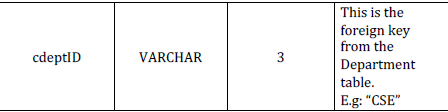 cdeptID VARCHAR 3 This is the
foreign key
from the
Department
table.
E.g: “CSE”